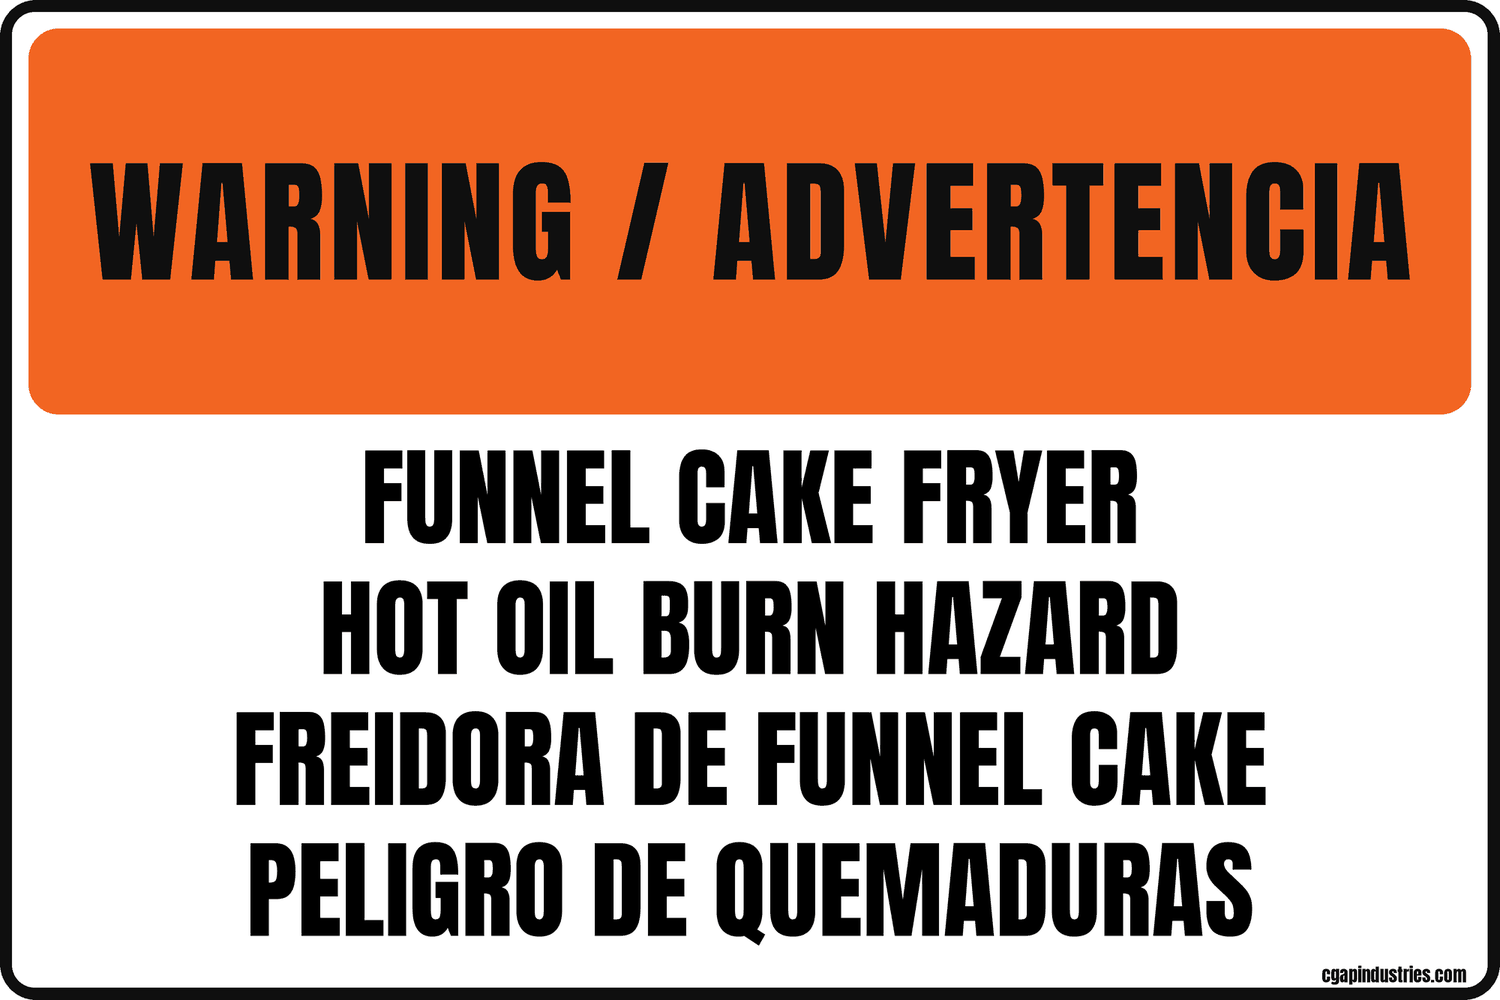 WARNING / ADVERTENCIA
FUNNEL CAKE FRYER
HOT OIL BURN HAZARD
FREIDORA DE FUNNEL CAKE
PELIGRO DE QUEMADURAS
cgapindustries.com